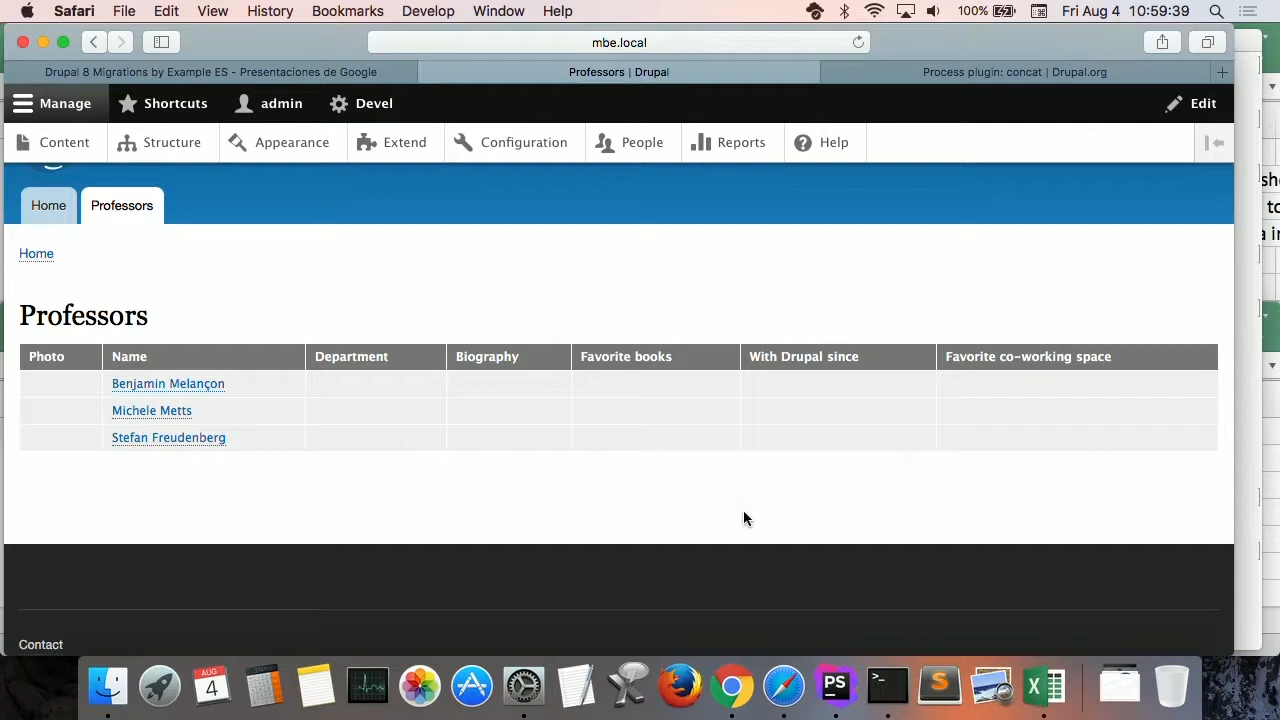 Safari File Edit View History Bookmarks Develop Window Help 100% Fri Aug 4 10:59:39
mbe.local
Drupal 8 Migrations by Example ES - Presentaciones de Google Professors | Drupal Process plugin: concat | Drupal.org
Manage Shortcuts admin Devel Edit
Content Structure Appearance Extend Configuration People Reports Help
Home Professors
Home
Professors
Photo Name Department Biography Favorite books With Drupal since Favorite co-working space
Benjamin Melançon
Michele Metts
Stefan Freudenberg
Contact
AUG
4
PS
S